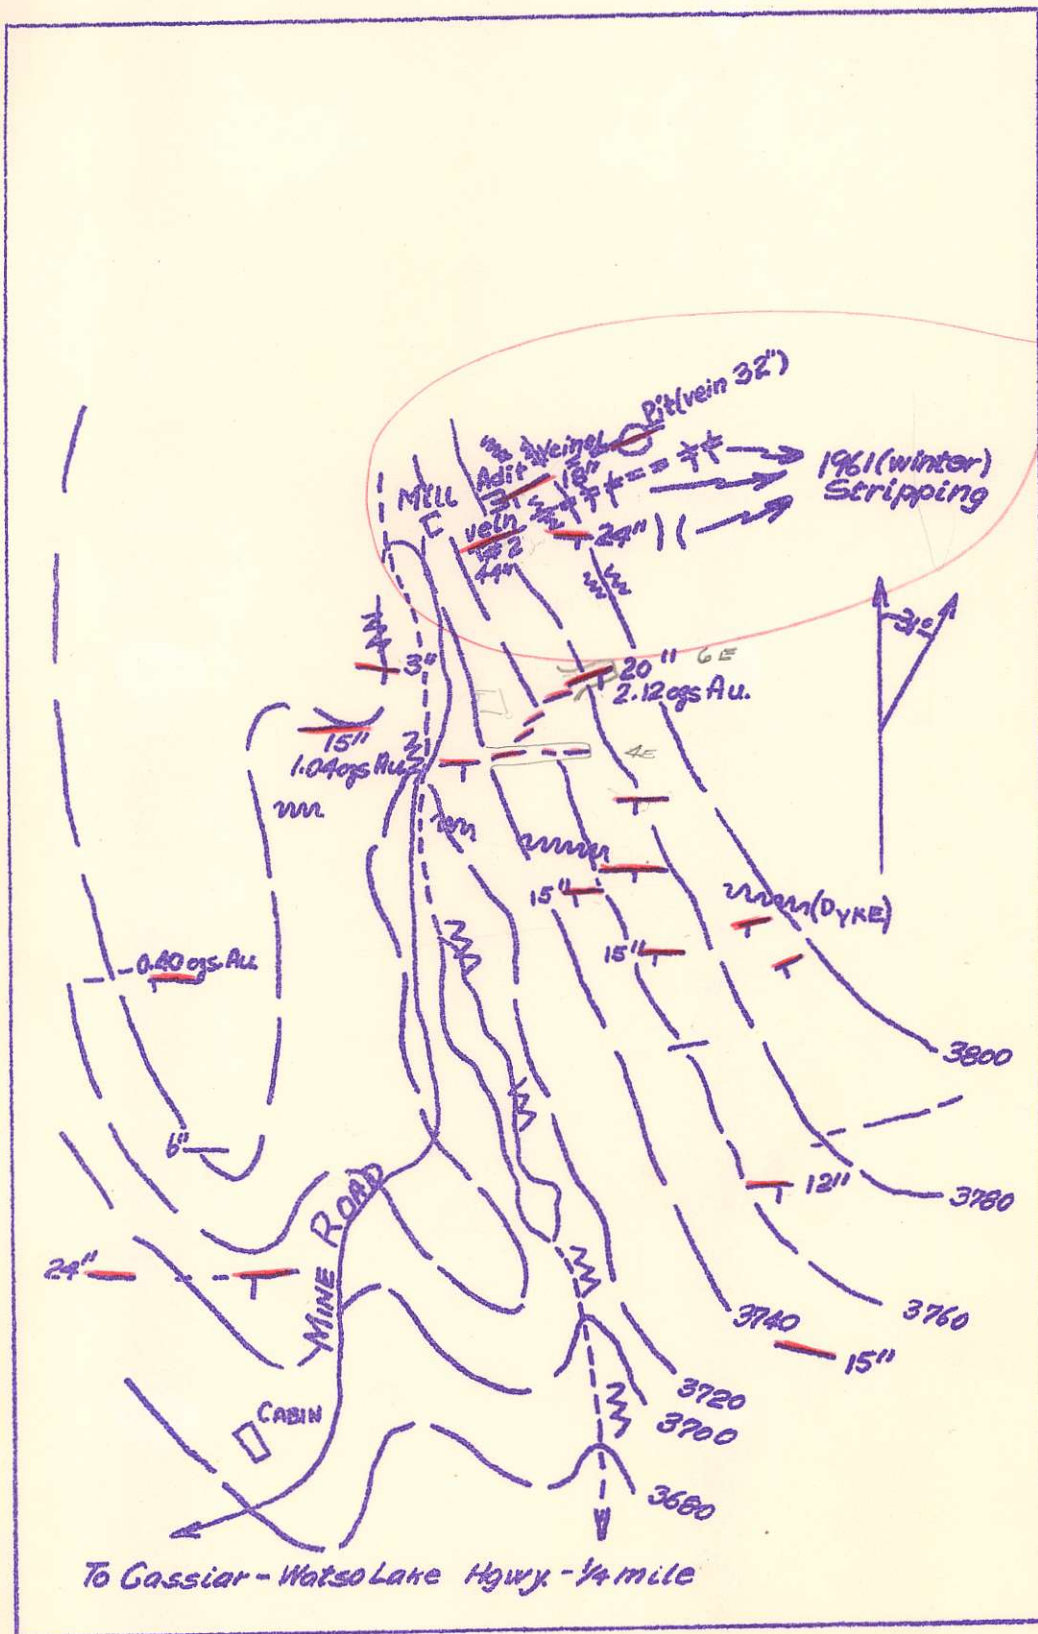 Pit (vein 32")
Vein #1
18"
Adit
Mill
vein
#2
44"
24"
1961 (winter)
Stripping
31°
3"
20"
6E
2.12 ozs Au.
15"
1.04 ozs Au.
4E
15"
(DYKE)
15"
0.40 ozs. Au.
3800
6"
12"
3780
MINE ROAD
24"
3740
3760
15"
3720
CABIN
3700
3680
To Cassiar - Watso Lake Hgwy. - 1/4 mile